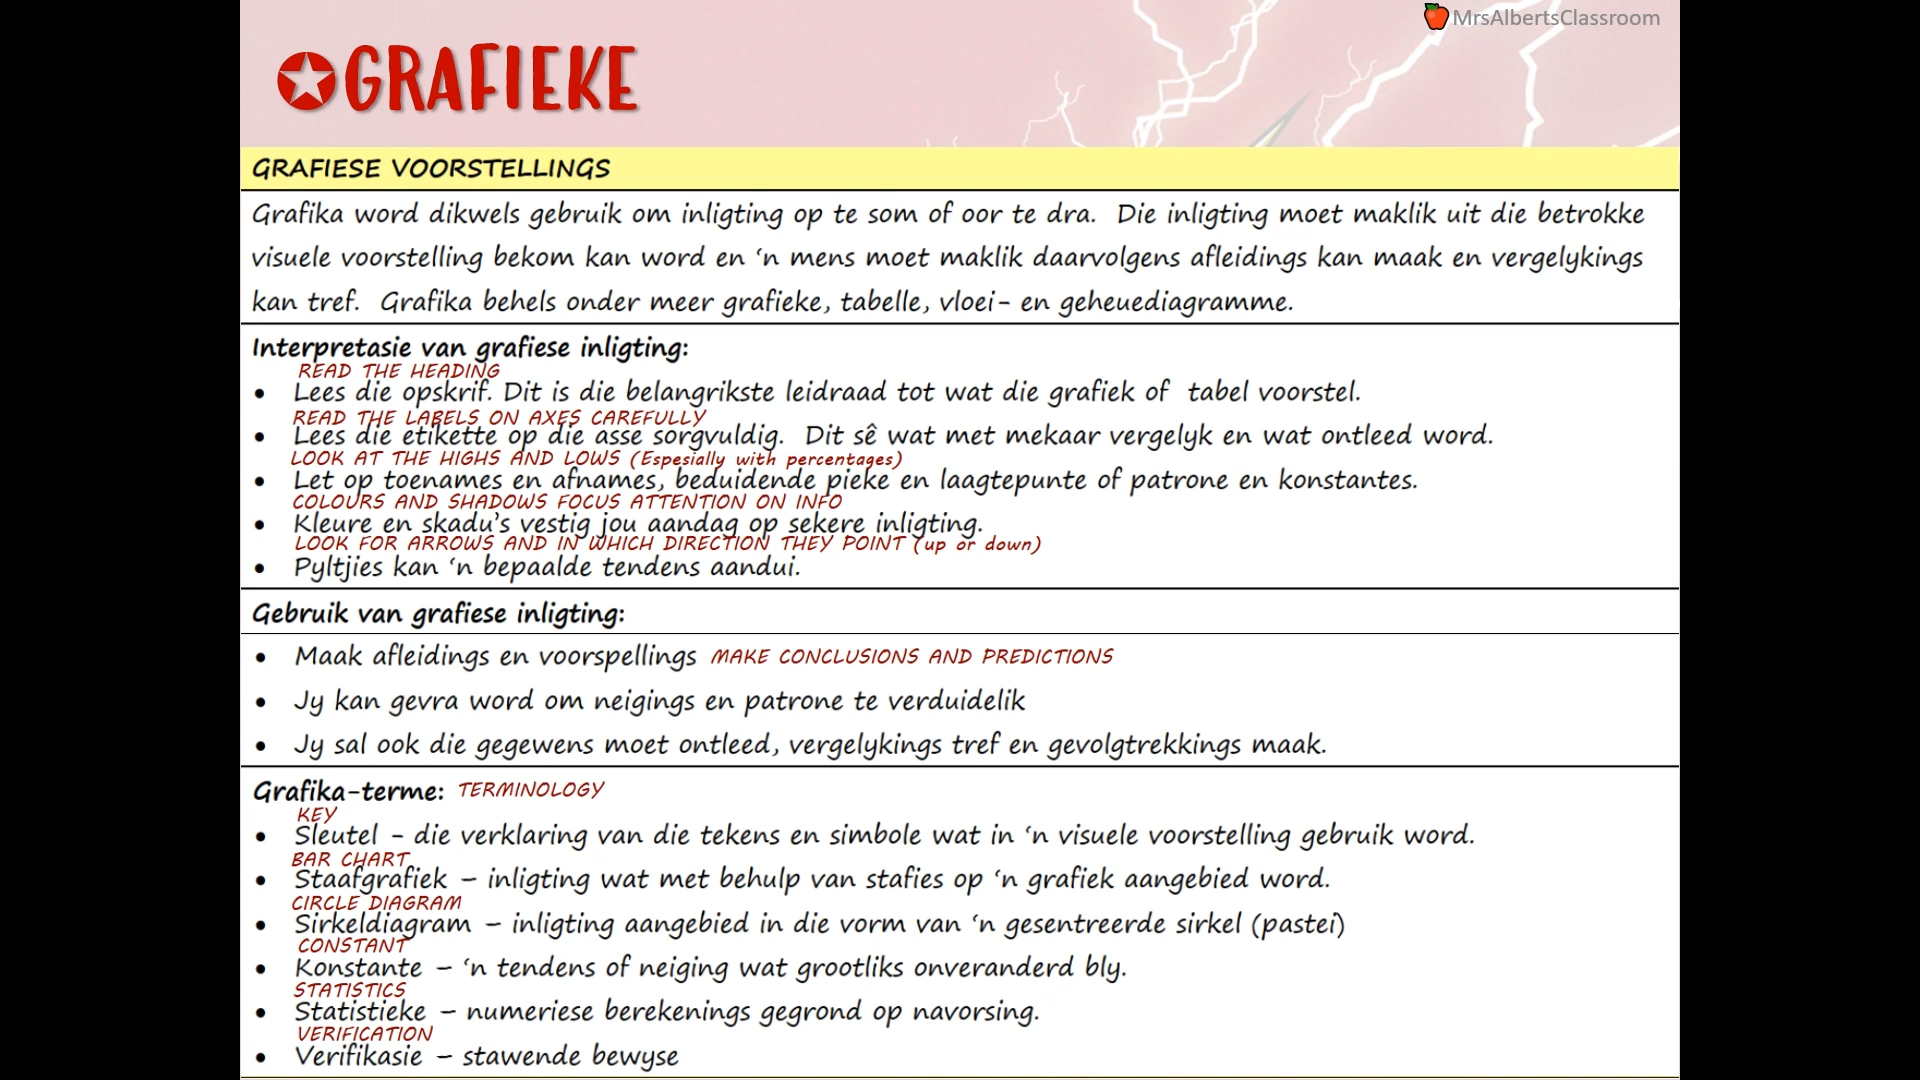 MrsAlbertsClassroom
GRAFIEKE
GRAFIESE VOORSTELLINGS
Grafika word dikwels gebruik om inligting op te som of oor te dra. Die inligting moet maklik uit die betrokke
visuele voorstelling bekom kan word en ‘n mens moet maklik daarvolgens afleidings kan maak en vergelykings
kan tref. Grafika behels onder meer grafieke, tabelle, vloei- en geheuediagramme.
Interpretasie van grafiese inligting:
READ THE HEADING
• Lees die opskrif. Dit is die belangrikste leidraad tot wat die grafiek of tabel voorstel.
READ THE LABELS ON AXES CAREFULLY
• Lees die etikette op die asse sorgvuldig. Dit sê wat met mekaar vergelyk en wat ontleed word.
LOOK AT THE HIGHS AND LOWS (Espesially with percentages)
• Let op toenames en afnames, beduidende pieke en laagtepunte of patrone en konstantes.
COLOURS AND SHADOWS FOCUS ATTENTION ON INFO
• Kleure en skadu’s vestig jou aandag op sekere inligting.
LOOK FOR ARROWS AND IN WHICH DIRECTION THEY POINT (up or down)
• Pyltjies kan ‘n bepaalde tendens aandui.
Gebruik van grafiese inligting:
• Maak afleidings en voorspellings MAKE CONCLUSIONS AND PREDICTIONS
• Jy kan gevra word om neigings en patrone te verduidelik
• Jy sal ook die gegewens moet ontleed, vergelykings tref en gevolgtrekkings maak.
Grafika-terme: TERMINOLOGY
KEY
• Sleutel - die verklaring van die tekens en simbole wat in ‘n visuele voorstelling gebruik word.
BAR CHART
• Staafgrafiek – inligting wat met behulp van stafies op ‘n grafiek aangebied word.
CIRCLE DIAGRAM
• Sirkeldiagram – inligting aangebied in die vorm van ‘n gesentreerde sirkel (pastei)
CONSTANT
• Konstante – ‘n tendens of neiging wat grootliks onveranderd bly.
STATISTICS
• Statistieke – numeriese berekenings gegrond op navorsing.
VERIFICATION
• Verifikasie – stawende bewyse